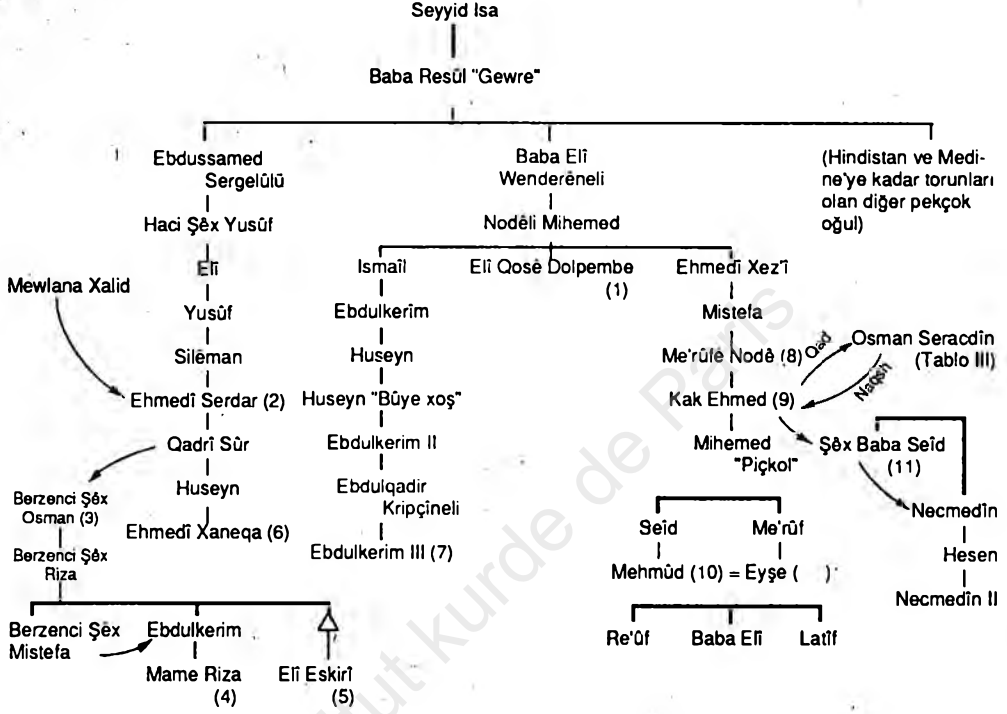 Seyyid Isa
Baba Resûl "Gewre"
Ebdussamed
Sergelûlû
Baba Elî
Wenderêneli
(Hindistan ve Medi-
ne'ye kadar torunları
olan diğer pekçok
oğul)
Haci Şêx Yusûf
Nodêli Mihemed
Elî
Ismaîl
Elî Qosê Dolpembe
(1)
Ehmedî Xez'î
Mewlana Xalid
Yusûf
Ebdulkerîm
Mistefa
Silêman
Huseyn
Me'rûfê Nodê (8)
Qad
Osman Seracdîn
(Tablo III)
Naqsh
Ehmedî Serdar (2)
Huseyn "Bûye xoş"
Kak Ehmed (9)
Qadrî Sûr
Ebdulkerim II
Mihemed
"Piçkol"
Şêx Baba Seîd
(11)
Huseyn
Ebdulqadir
Kripçîneli
Berzenci Şêx
Osman (3)
Ehmedî Xaneqa (6)
Ebdulkerim III (7)
Seîd
Me'rûf
Necmedîn
Berzenci Şêx
Riza
Mehmûd (10) = Eyşe ( )
Hesen
Necmedîn II
Berzenci Şêx
Mistefa
Ebdulkerim
Re'ûf
Baba Elî
Latîf
Mame Riza
(4)
Elî Eskirî
(5)
tut kurde de Paris